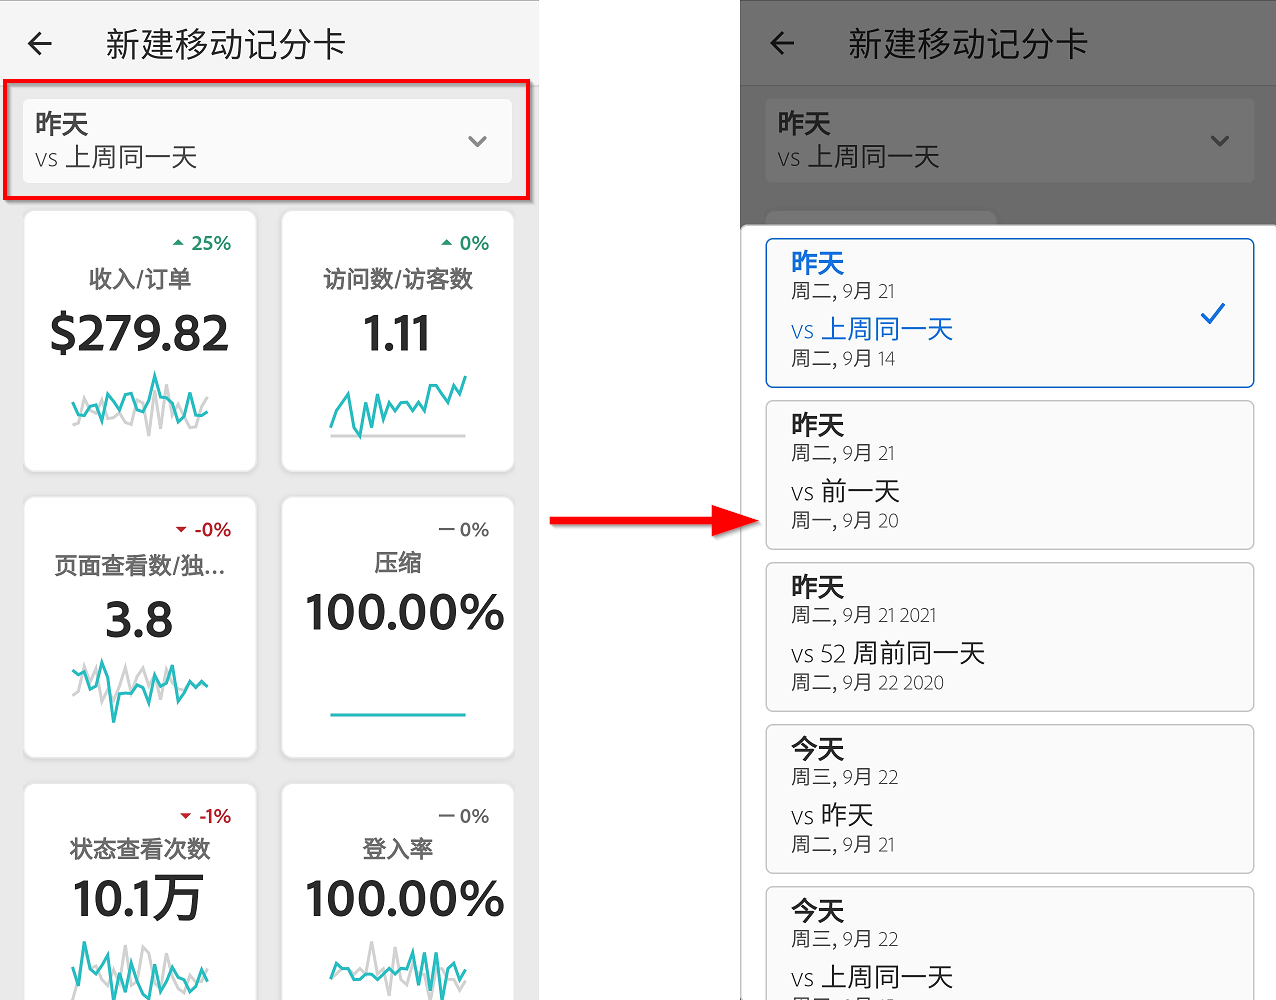 新建移动记分卡
昨天
vs 上周同一天
25%
收入/订单
$279.82
0%
访问数/访客数
1.11
-0%
页面查看数/独...
3.8
0%
压缩
100.00%
-1%
状态查看次数
10.1万
0%
登入率
100.00%
新建移动记分卡
昨天
vs 上周同一天
昨天
周二, 9月 21
vs 上周同一天
周二, 9月 14
昨天
周二, 9月 21
vs 前一天
周一, 9月 20
昨天
周二, 9月 21 2021
vs 52 周前同一天
周二, 9月 22 2020
今天
周三, 9月 22
vs 昨天
周二, 9月 21
今天
周三, 9月 22
vs 上周同一天